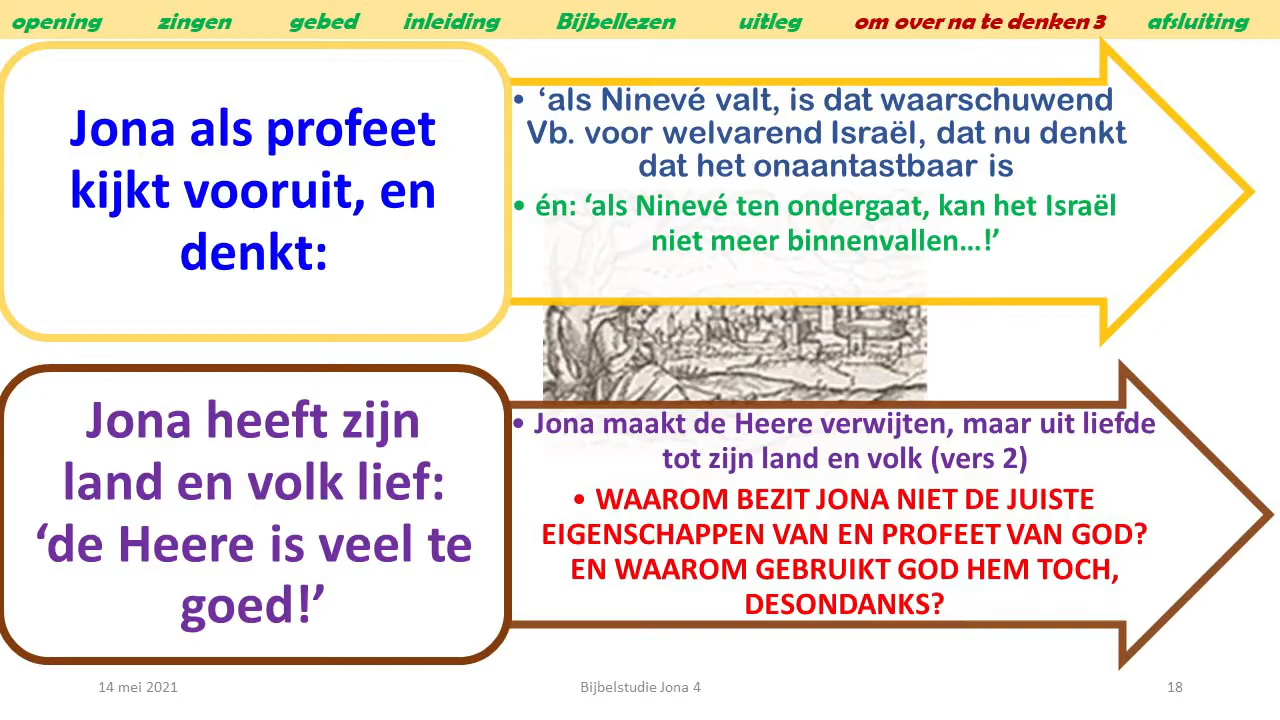 opening zingen gebed inleiding Bijbellezen uitleg om over na te denken 3 afsluiting
Jona als profeet
kijkt vooruit, en
denkt:
• ‘als Ninevé valt, is dat waarschuwend
Vb. voor welvarend Israël, dat nu denkt
dat het onaantastbaar is
• én: ‘als Ninevé ten ondergaat, kan het Israël
niet meer binnenvallen…!’
Jona heeft zijn
land en volk lief:
‘de Heere is veel te
goed!’
• Jona maakt de Heere verwijten, maar uit liefde
tot zijn land en volk (vers 2)
• WAAROM BEZIT JONA NIET DE JUISTE
EIGENSCHAPPEN VAN EN PROFEET VAN GOD?
EN WAAROM GEBRUIKT GOD HEM TOCH,
DESONDANKS?
14 mei 2021 Bijbelstudie Jona 4 18